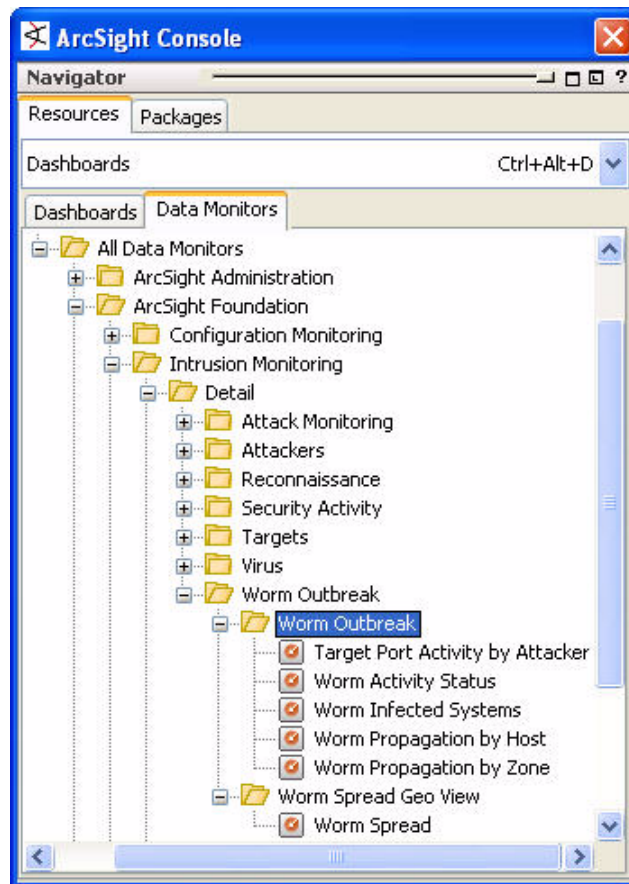 ArcSight Console
Navigator ?
Resources Packages
Dashboards Ctrl+Alt+D
Dashboards Data Monitors
All Data Monitors
ArcSight Administration
ArcSight Foundation
Configuration Monitoring
Intrusion Monitoring
Detail
Attack Monitoring
Attackers
Reconnaissance
Security Activity
Targets
Virus
Worm Outbreak
Worm Outbreak
Target Port Activity by Attacker
Worm Activity Status
Worm Infected Systems
Worm Propagation by Host
Worm Propagation by Zone
Worm Spread Geo View
Worm Spread